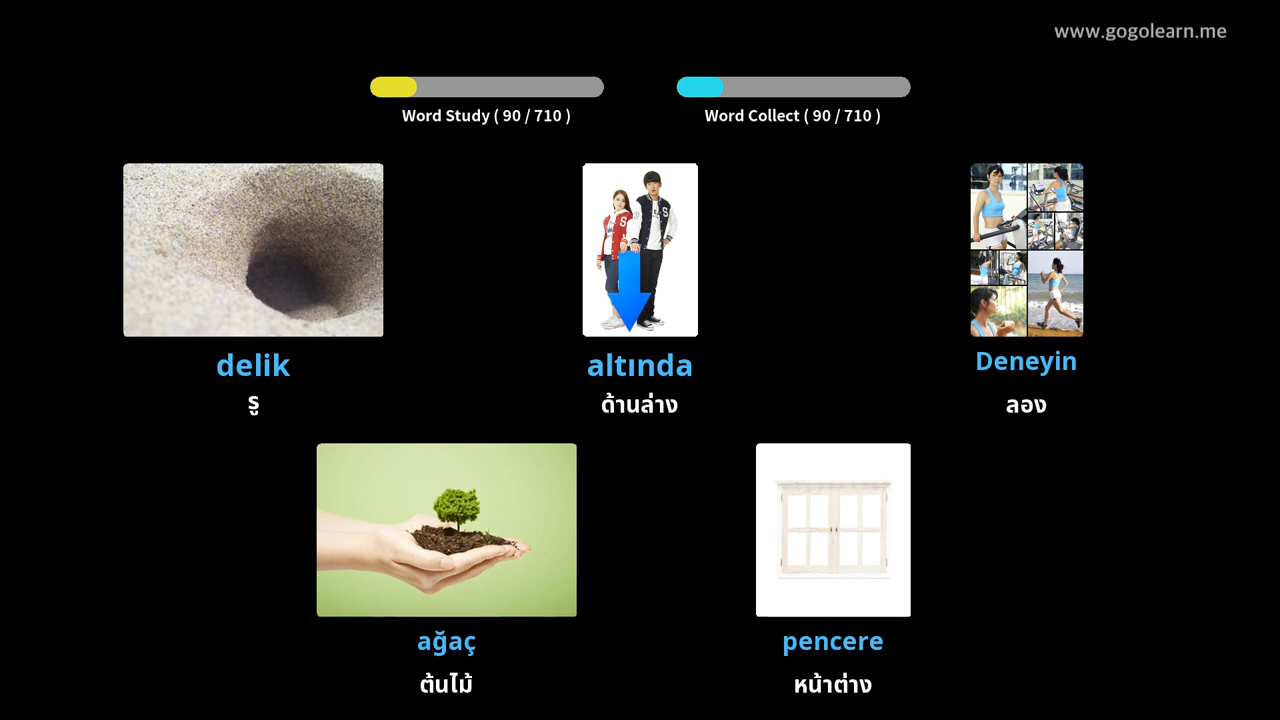 www.gogolearn.me
Word Study ( 90 / 710 )
Word Collect ( 90 / 710 )
delik
altında
Deneyin
รู
ด้านล่าง
ลอง
ağaç
pencere
ต้นไม้
หน้าต่าง